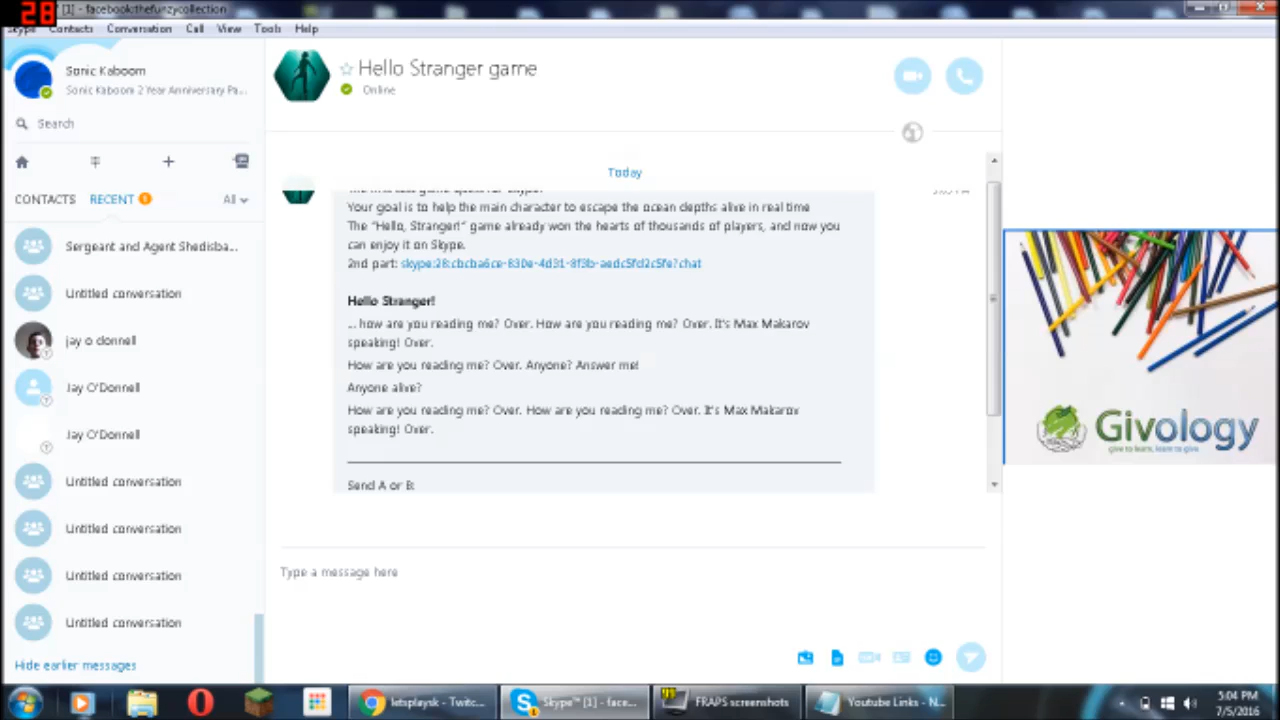 28
[1] - facebook:thefunzycollection
Skype Contacts Conversation Call View Tools Help
Sonic Kaboom
Sonic Kaboom 2 Year Anniversary Pa...
Search
CONTACTS RECENT All
Sergeant and Agent Shedisba...
Untitled conversation
jay o donnell
Jay O'Donnell
Jay O'Donnell
Untitled conversation
Untitled conversation
Untitled conversation
Untitled conversation
Hide earlier messages
Hello Stranger game
Online
Today
Your goal is to help the main character to escape the ocean depths alive in real time
The "Hello, Stranger!" game already won the hearts of thousands of players, and now you
can enjoy it on Skype.
2nd part: skype:28:cbcba6ce-830e-4d31-8f3b-aedc5fd2c5fe?chat
Hello Stranger!
... how are you reading me? Over. How are you reading me? Over. It's Max Makarov
speaking! Over.
How are you reading me? Over. Anyone? Answer me!
Anyone alive?
How are you reading me? Over. How are you reading me? Over. It's Max Makarov
speaking! Over.
Send A or B:
Type a message here
Givology
give to learn, learn to give
letsplaysk - Twitc...
Skype™ [1] - face...
99
FRAPS screenshots
Youtube Links - N...
5:04 PM
7/5/2016